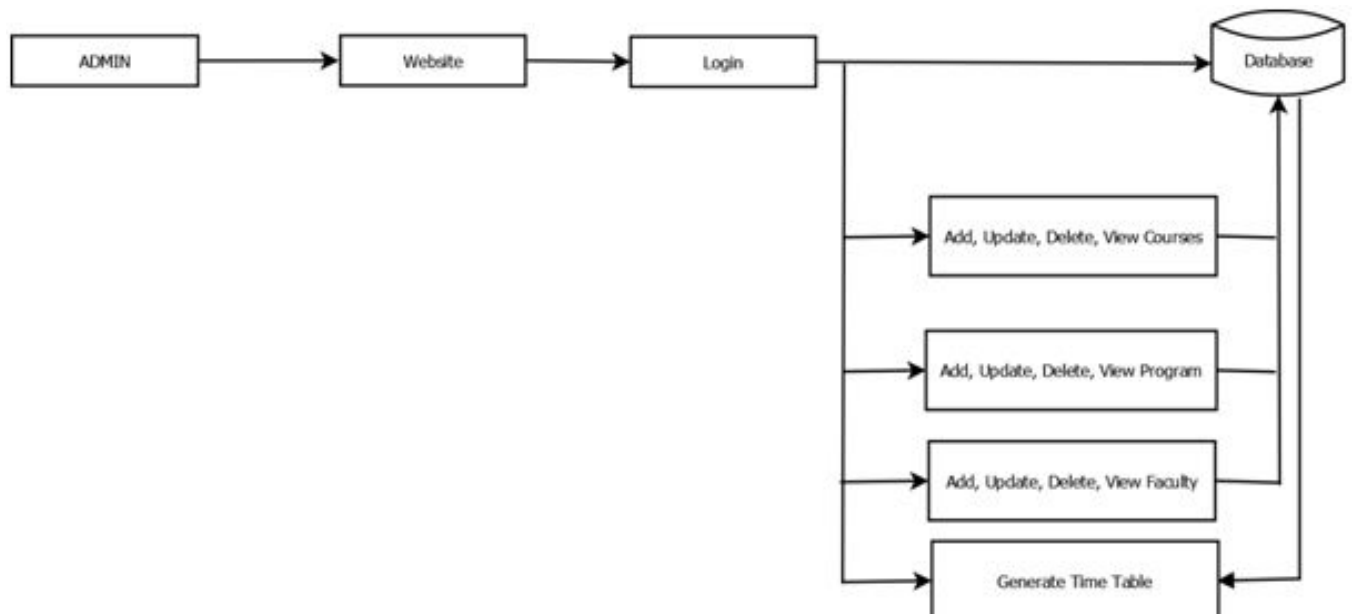 ADMIN
Website
Login
Database
Add, Update, Delete, View Courses
Add, Update, Delete, View Program
Add, Update, Delete, View Faculty
Generate Time Table